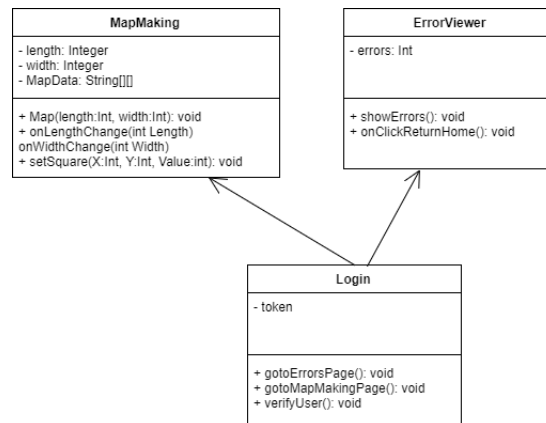 MapMaking
- length: Integer
- width: Integer
- MapData: String[][]
+ Map(length:Int, width:Int): void
+ onLengthChange(int Length)
onWidthChange(int Width)
+ setSquare(X:Int, Y:Int, Value:int): void
ErrorViewer
- errors: Int
+ showErrors(): void
+ onClickReturnHome(): void
Login
- token
+ gotoErrorsPage(): void
+ gotoMapMakingPage(): void
+ verifyUser(): void